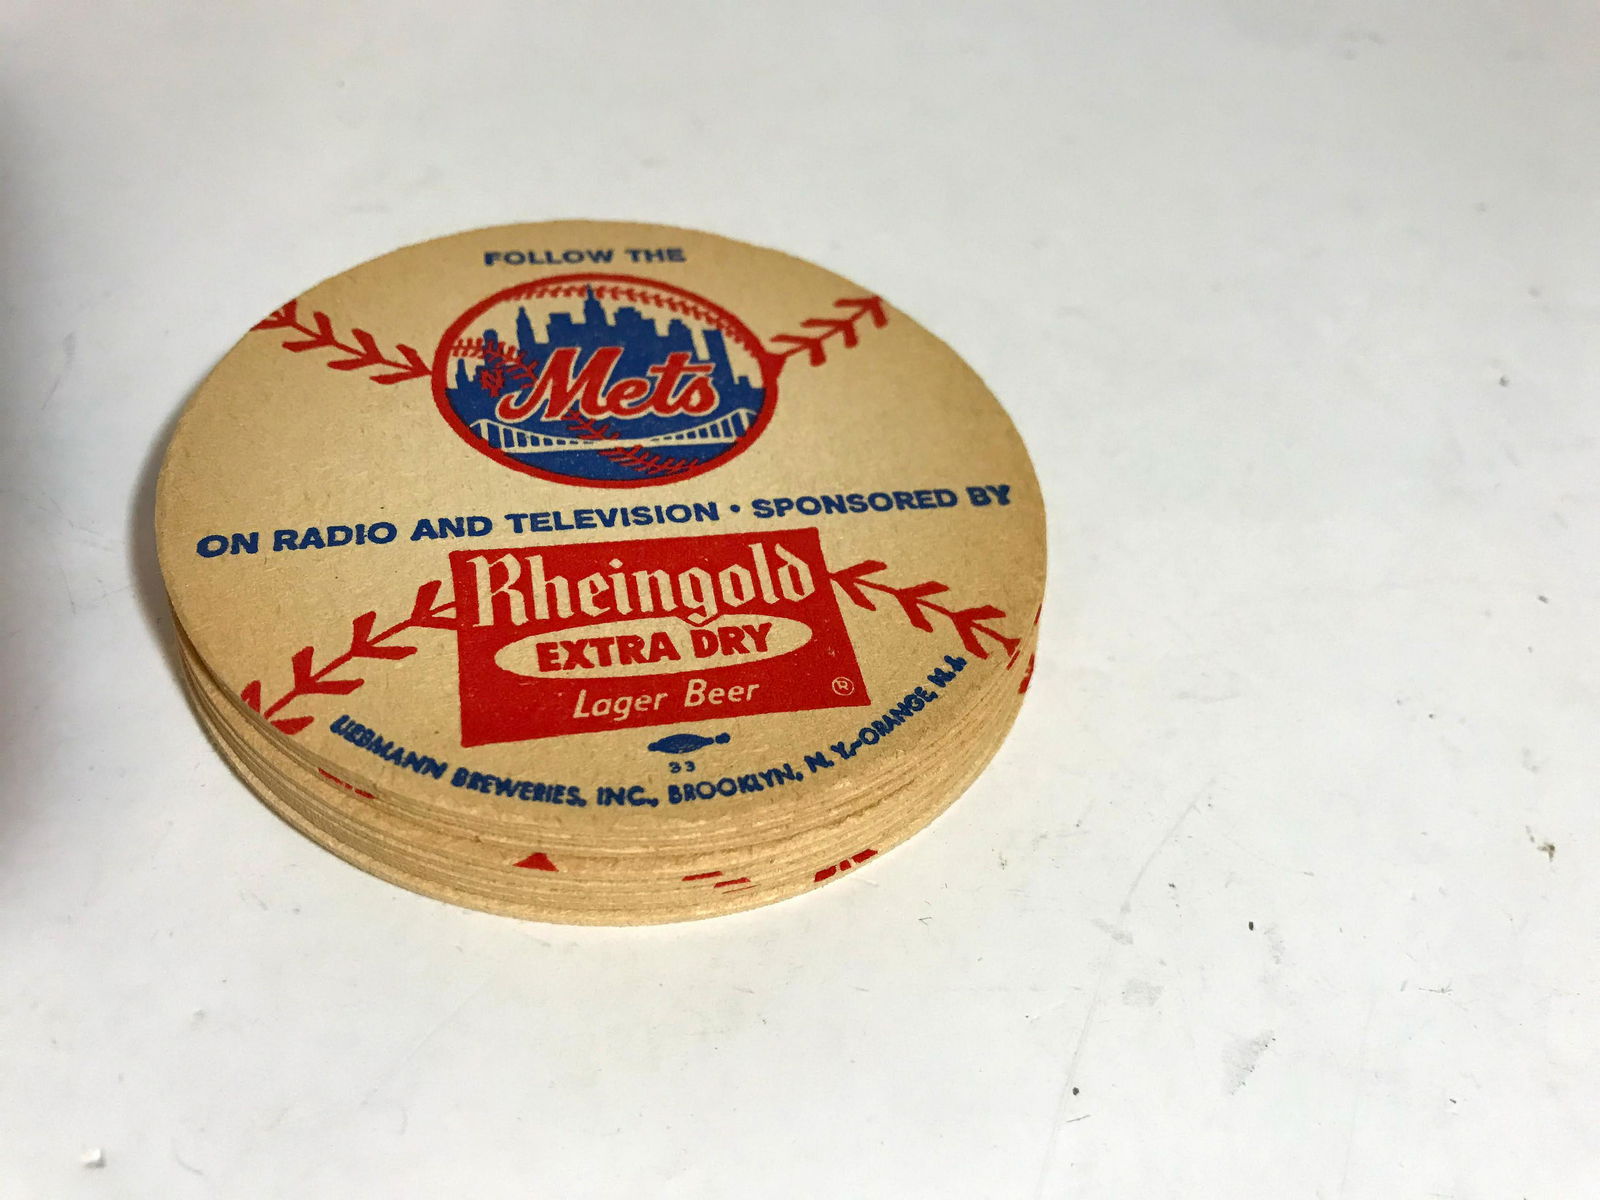 FOLLOW THE
NY
Mets
ON RADIO AND TELEVISION • SPONSORED BY
Rheingold
EXTRA DRY
Lager Beer
®
33
LIEBMANN BREWERIES, INC., BROOKLYN, N. Y.-ORANGE N.J.